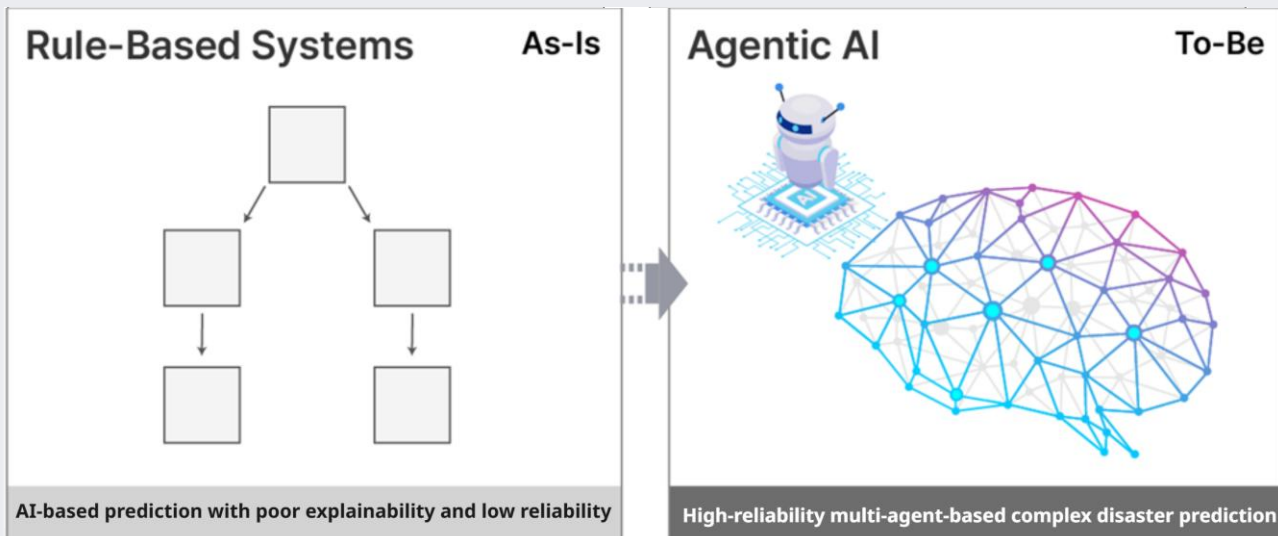 Rule-Based Systems
As-Is
AI-based prediction with poor explainability and low reliability
Agentic AI
To-Be
AI
High-reliability multi-agent-based complex disaster prediction